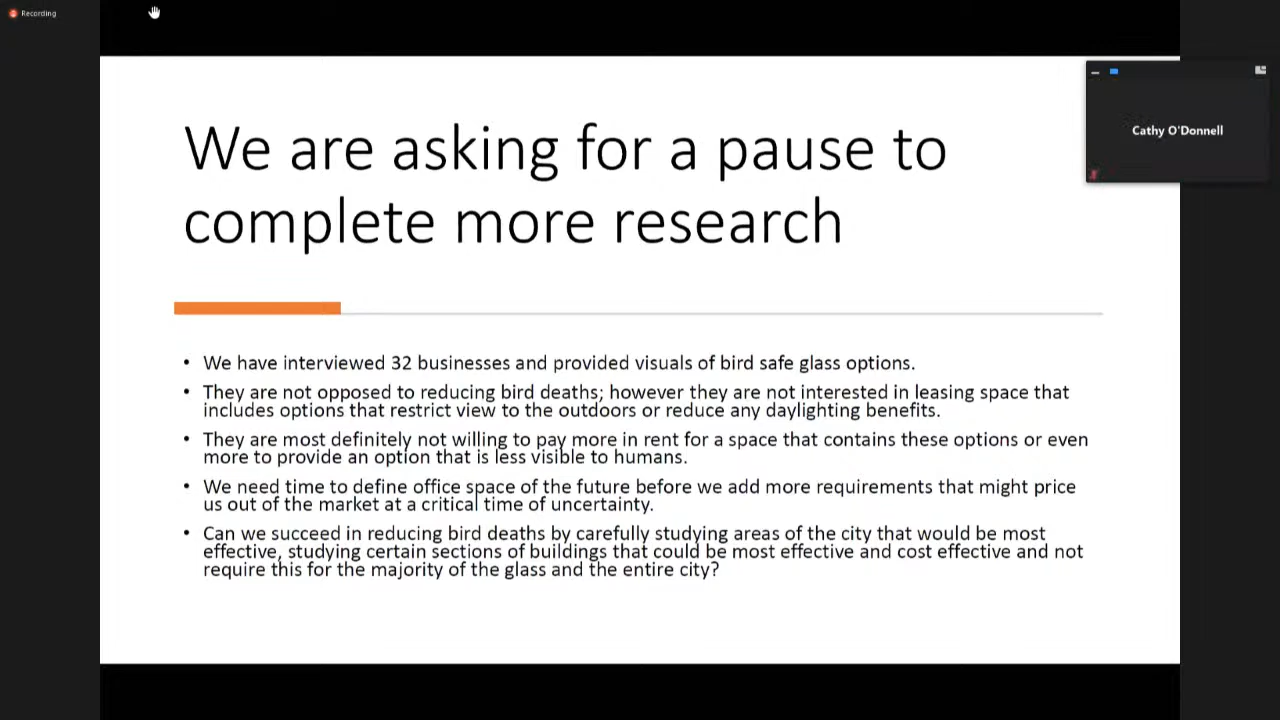 Recording
Cathy O'Donnell
We are asking for a pause to
complete more research
• We have interviewed 32 businesses and provided visuals of bird safe glass options.
• They are not opposed to reducing bird deaths; however they are not interested in leasing space that
includes options that restrict view to the outdoors or reduce any daylighting benefits.
• They are most definitely not willing to pay more in rent for a space that contains these options or even
more to provide an option that is less visible to humans.
• We need time to define office space of the future before we add more requirements that might price
us out of the market at a critical time of uncertainty.
• Can we succeed in reducing bird deaths by carefully studying areas of the city that would be most
effective, studying certain sections of buildings that could be most effective and cost effective and not
require this for the majority of the glass and the entire city?